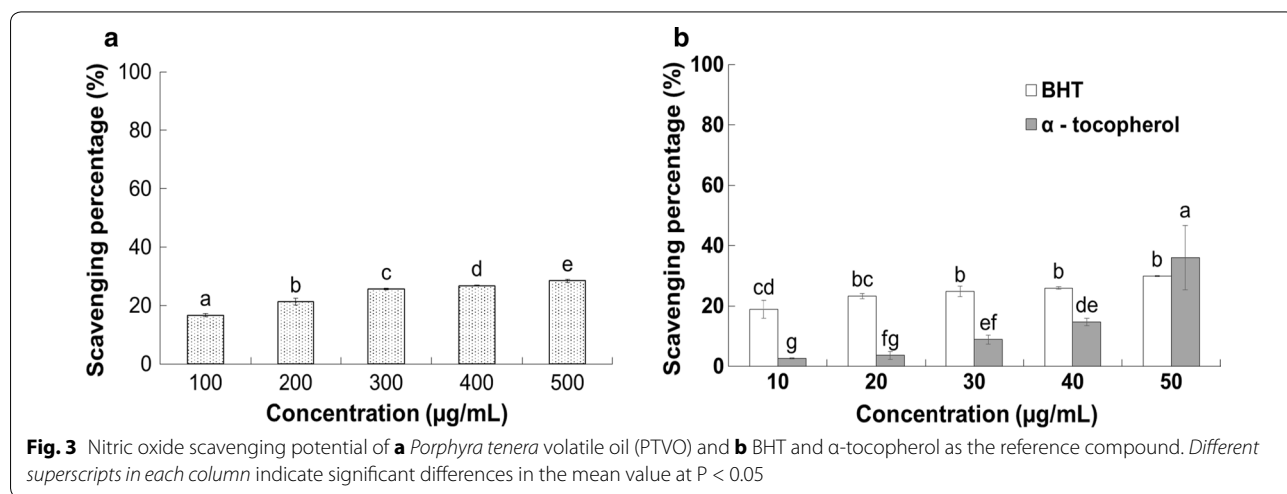 a
Scavenging percentage (%)
100
80
60
40
20
0
a
b
c
d
e
100 200 300 400 500
Concentration (µg/mL)
b
Scavenging percentage (%)
100
80
60
40
20
0
BHT
α - tocopherol
cd
g
bc
fg
b
ef
b
de
b
a
10 20 30 40 50
Concentration (µg/mL)
Fig. 3 Nitric oxide scavenging potential of a Porphyra tenera volatile oil (PTVO) and b BHT and α-tocopherol as the reference compound. Different
superscripts in each column indicate significant differences in the mean value at P < 0.05